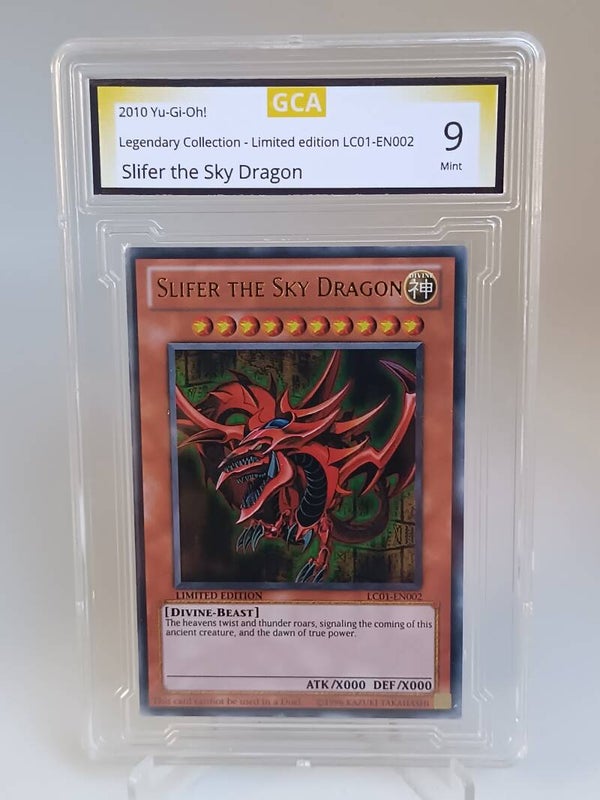 GCA
2010 Yu-Gi-Oh!
Legendary Collection - Limited edition LC01-EN002
Slifer the Sky Dragon
9
Mint
SLIFER THE SKY DRAGON
DIVINE
神
LIMITED EDITION
LC01-EN002
[DIVINE-BEAST]
The heavens twist and thunder roars, signaling the coming of this
ancient creature, and the dawn of true power.
ATK/X000 DEF/X000
This card cannot be used in a Duel.
©1996 KAZUKI TAKAHASHI